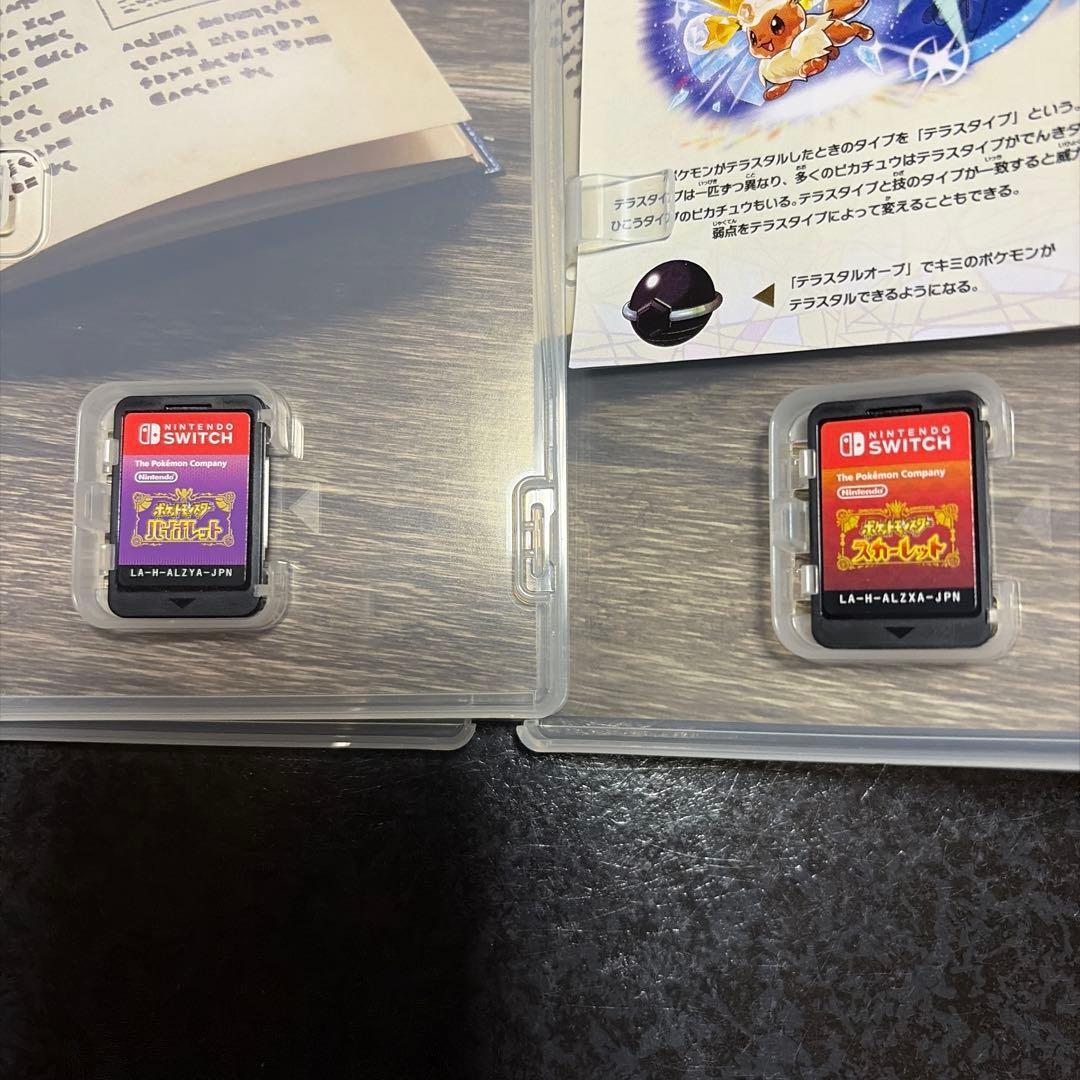 ポケモンがテラスタルしたときのタイプを「テラスタイプ」という。
テラスタイプは一匹ずつ異なり、多くのピカチュウはテラスタイプがでんきタ
ひこうタイプのピカチュウもいる。テラスタイプと技のタイプが一致すると威力
弱点をテラスタイプによって変えることもできる。
「テラスタルオーブ」でキミのポケモンが
テラスタルできるようになる。
NINTENDO
SWITCH
The Pokémon Company
Nintendo
ポケットモンスター
バイオレット
LA-H-ALZYA-JPN
NINTENDO
SWITCH
The Pokémon Company
Nintendo
ポケットモンスター
スカーレット
LA-H-ALZXA-JPN